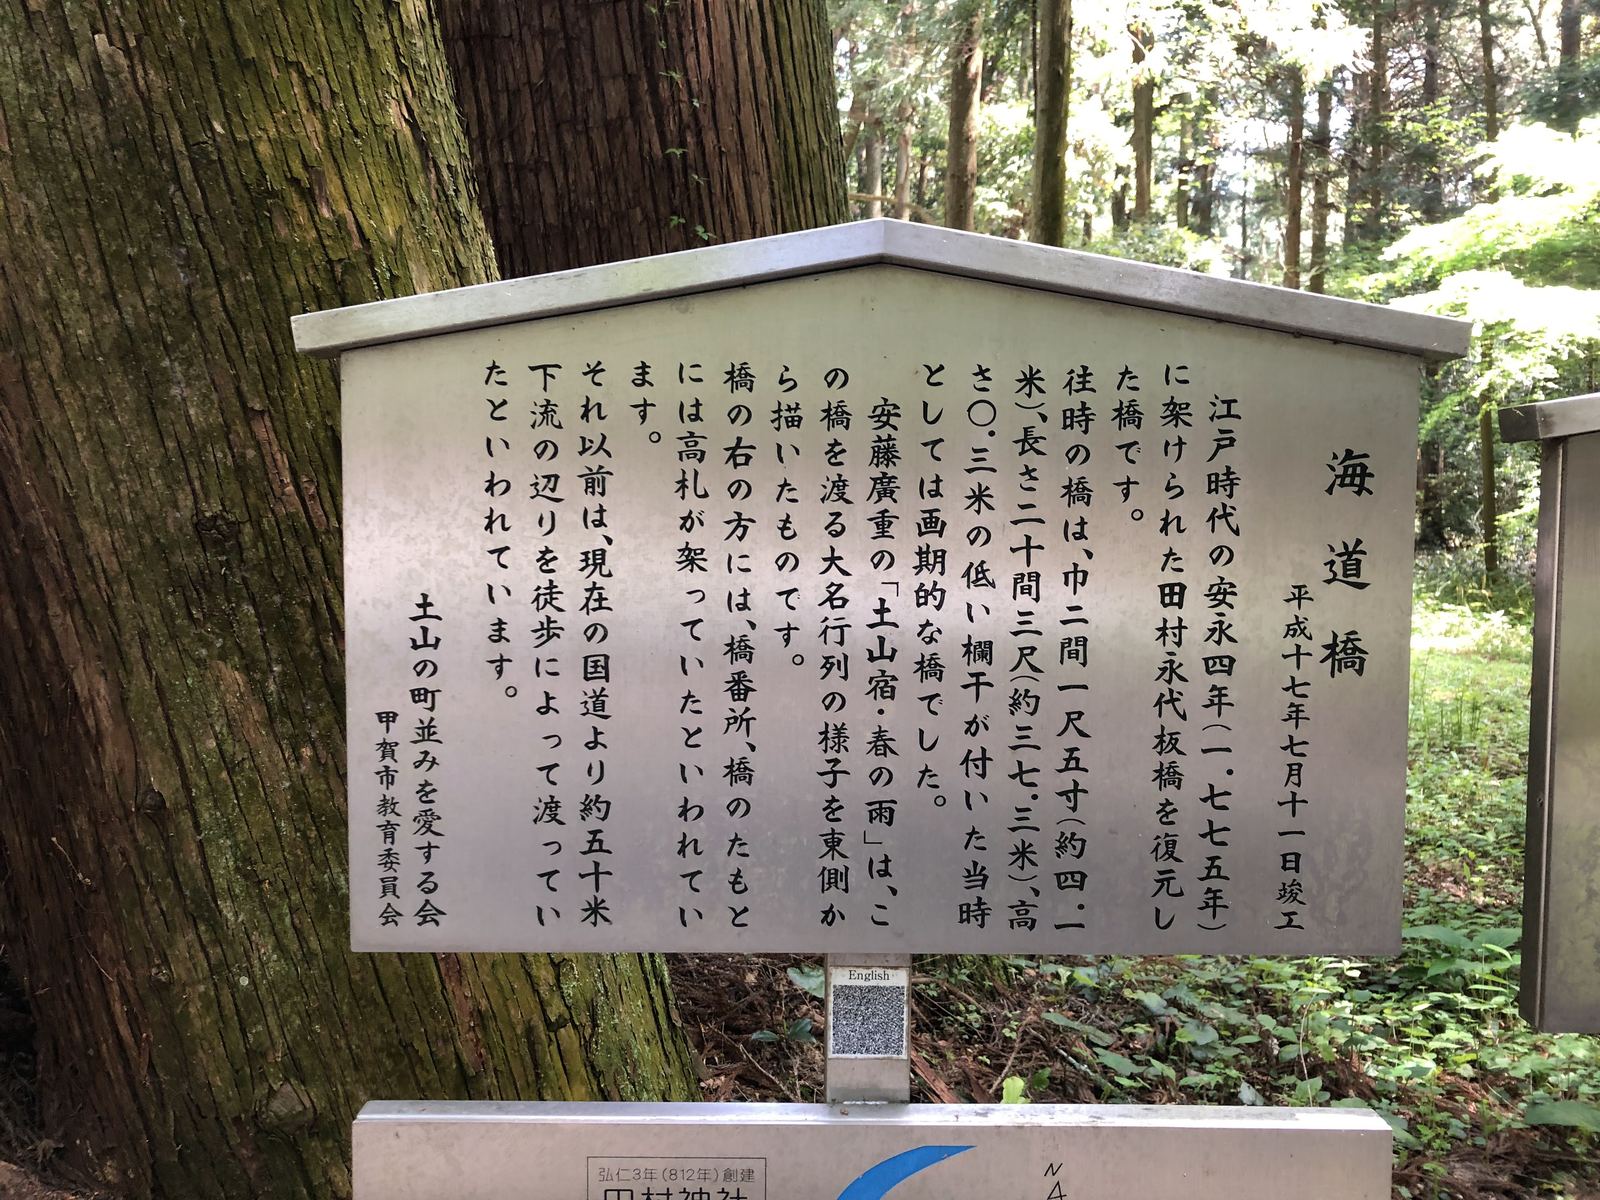 海道橋
平成十七年七月十一日竣工
江戸時代の安永四年(一.七七五年)
に架けられた田村永代板橋を復元し
た橋です。
往時の橋は、巾二間一尺五寸(約四.一
米)、長さ二十間三尺(約三七.三米)、高
さ〇.三米の低い欄干が付いた当時
としては画期的な橋でした。
安藤廣重の「土山宿・春の雨」は、こ
の橋を渡る大名行列の様子を東側か
ら描いたものです。
橋の右の方には、橋番所、橋のたもと
には高札が架っていたといわれてい
ます。
それ以前は、現在の国道より約五十米
下流の辺りを徒歩によって渡ってい
たといわれています。
土山の町並みを愛する会
甲賀市教育委員会
English
弘仁3年(812年)創建
田村神社
N